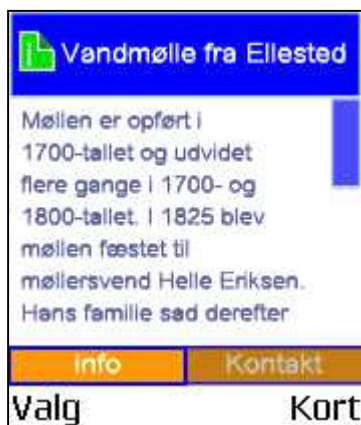 Vandmølle fra Ellested
Møllen er opført i
1700-tallet og udvidet
flere gange i 1700- og
1800-tallet. I 1825 blev
møllen fæstet til
møllersvend Helle Eriksen.
Hans familie sad derefter
Info Kontakt
Valg Kort